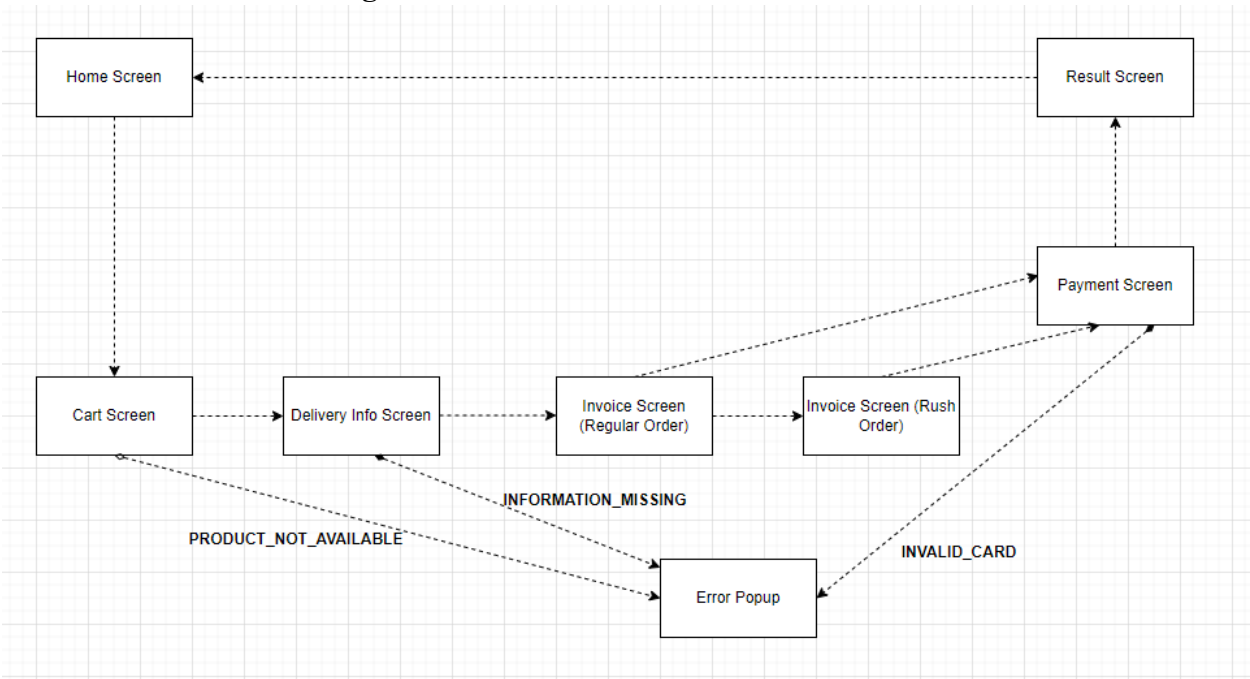 Home Screen
Result Screen
Payment Screen
Cart Screen
Delivery Info Screen
Invoice Screen
(Regular Order)
Invoice Screen (Rush
Order)
INFORMATION_MISSING
PRODUCT_NOT_AVAILABLE
INVALID_CARD
Error Popup